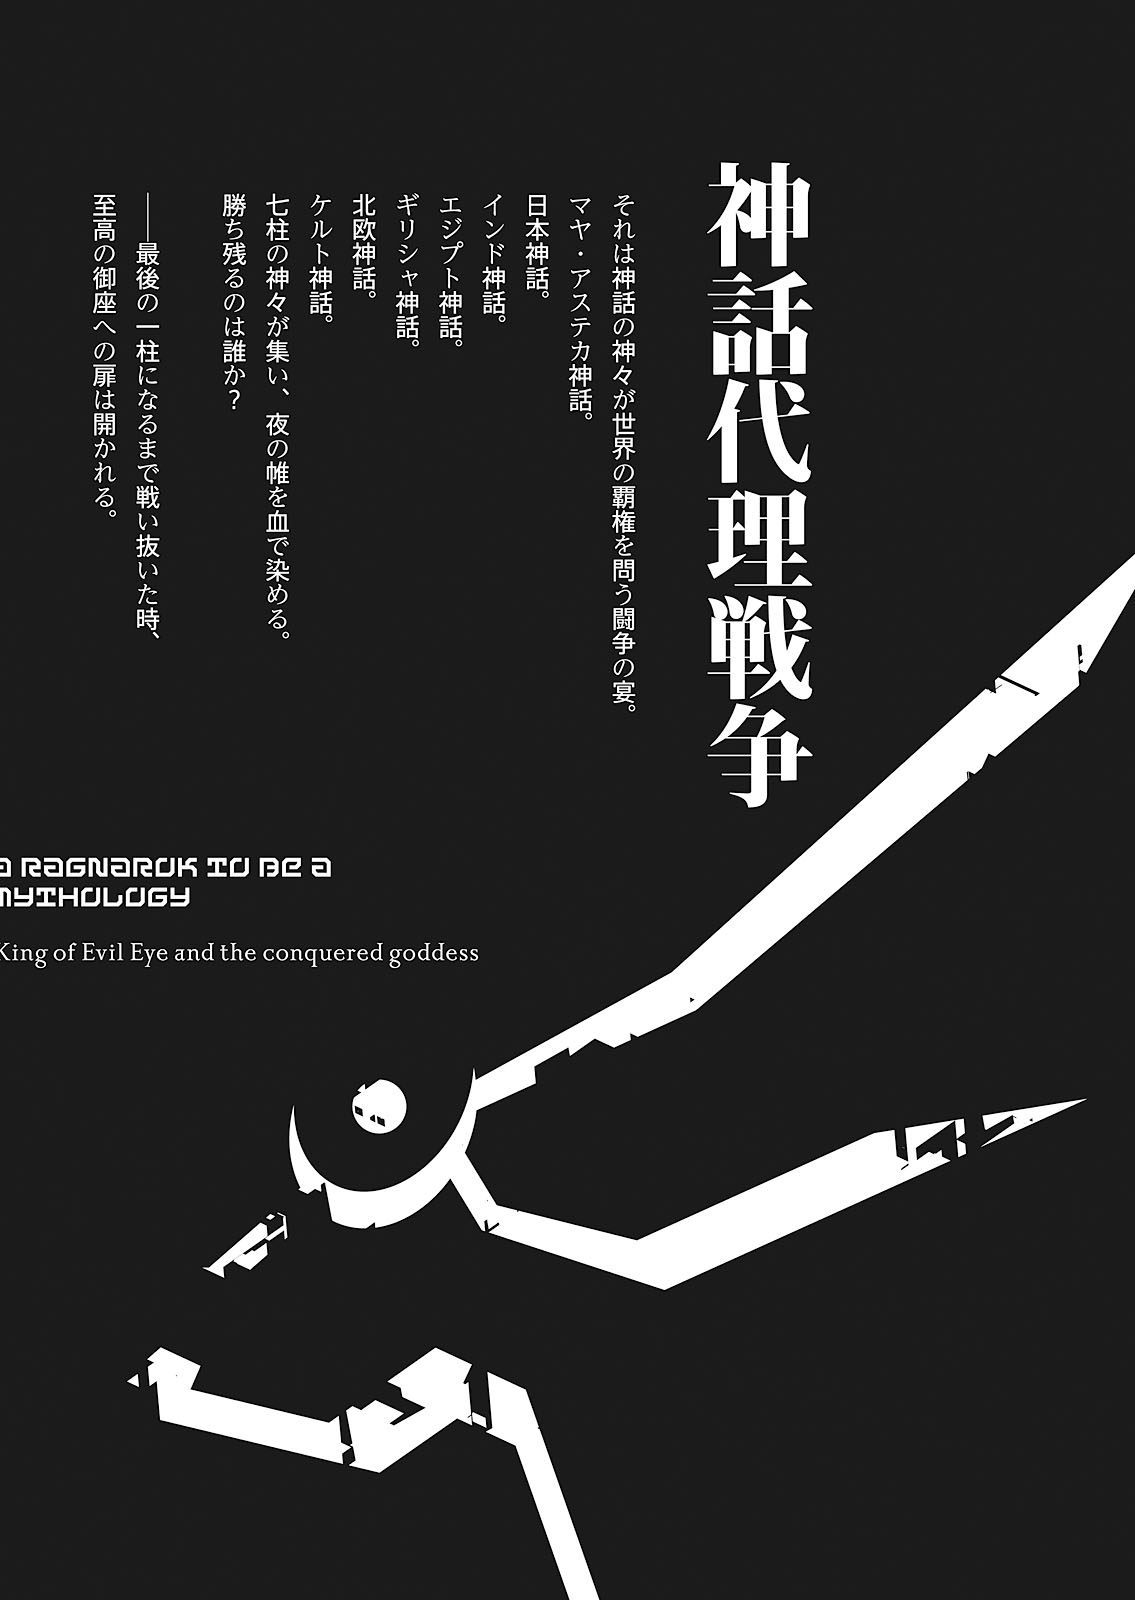 神話代理戦争
それは神話の神々が世界の覇権を問う闘争の宴。
マヤ・アステカ神話。
日本神話。
インド神話。
エジプト神話。
ギリシャ神話。
北欧神話。
ケルト神話。
七柱の神々が集い、夜の帷を血で染める。
勝ち残るのは誰か?
――最後の一柱になるまで戦い抜いた時、
至高の御座への扉は開かれる。
a RAGNAROK TO BE a
MYTHOLOGY
King of Evil Eye and the conquered goddess